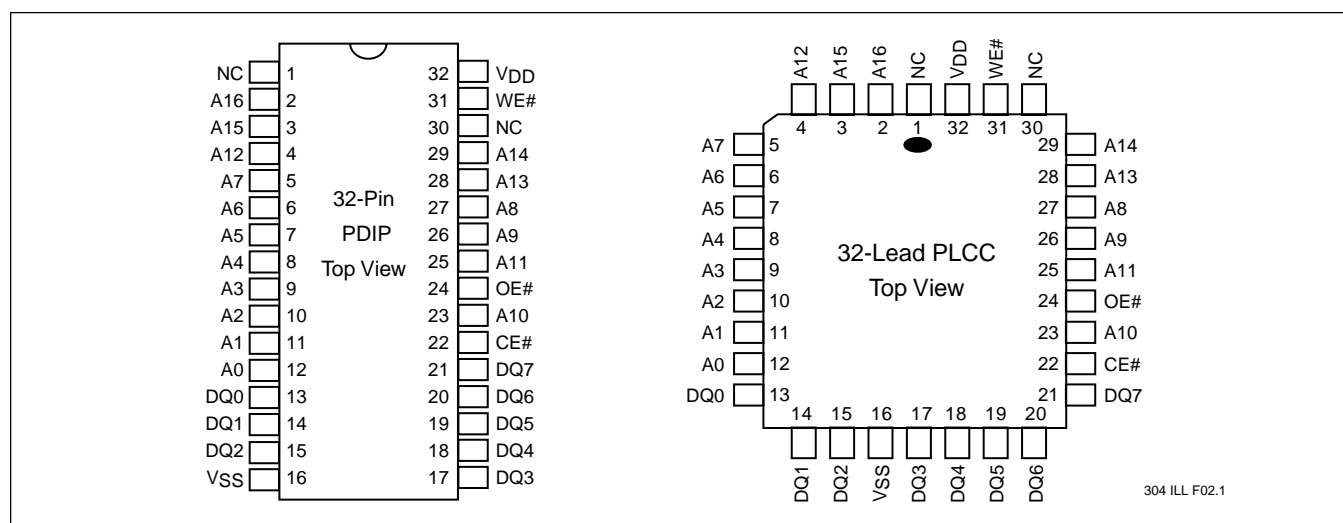 NC 1 32 VDD
A16 2 31 WE#
A15 3 30 NC
A12 4 29 A14
A7 5 28 A13
A6 6 27 A8
A5 7 26 A9
A4 8 25 A11
A3 9 24 OE#
A2 10 23 A10
A1 11 22 CE#
A0 12 21 DQ7
DQ0 13 20 DQ6
DQ1 14 19 DQ5
DQ2 15 18 DQ4
VSS 16 17 DQ3
32-Pin
PDIP
Top View
A12 A15 A16 NC VDD WE# NC
4 3 2 1 32 31 30
A7 5 29 A14
A6 6 28 A13
A5 7 27 A8
A4 8 26 A9
A3 9 25 A11
A2 10 24 OE#
A1 11 23 A10
A0 12 22 CE#
DQ0 13 21 DQ7
32-Lead PLCC
Top View
14 15 16 17 18 19 20
DQ1 DQ2 VSS DQ3 DQ4 DQ5 DQ6
304 ILL F02.1